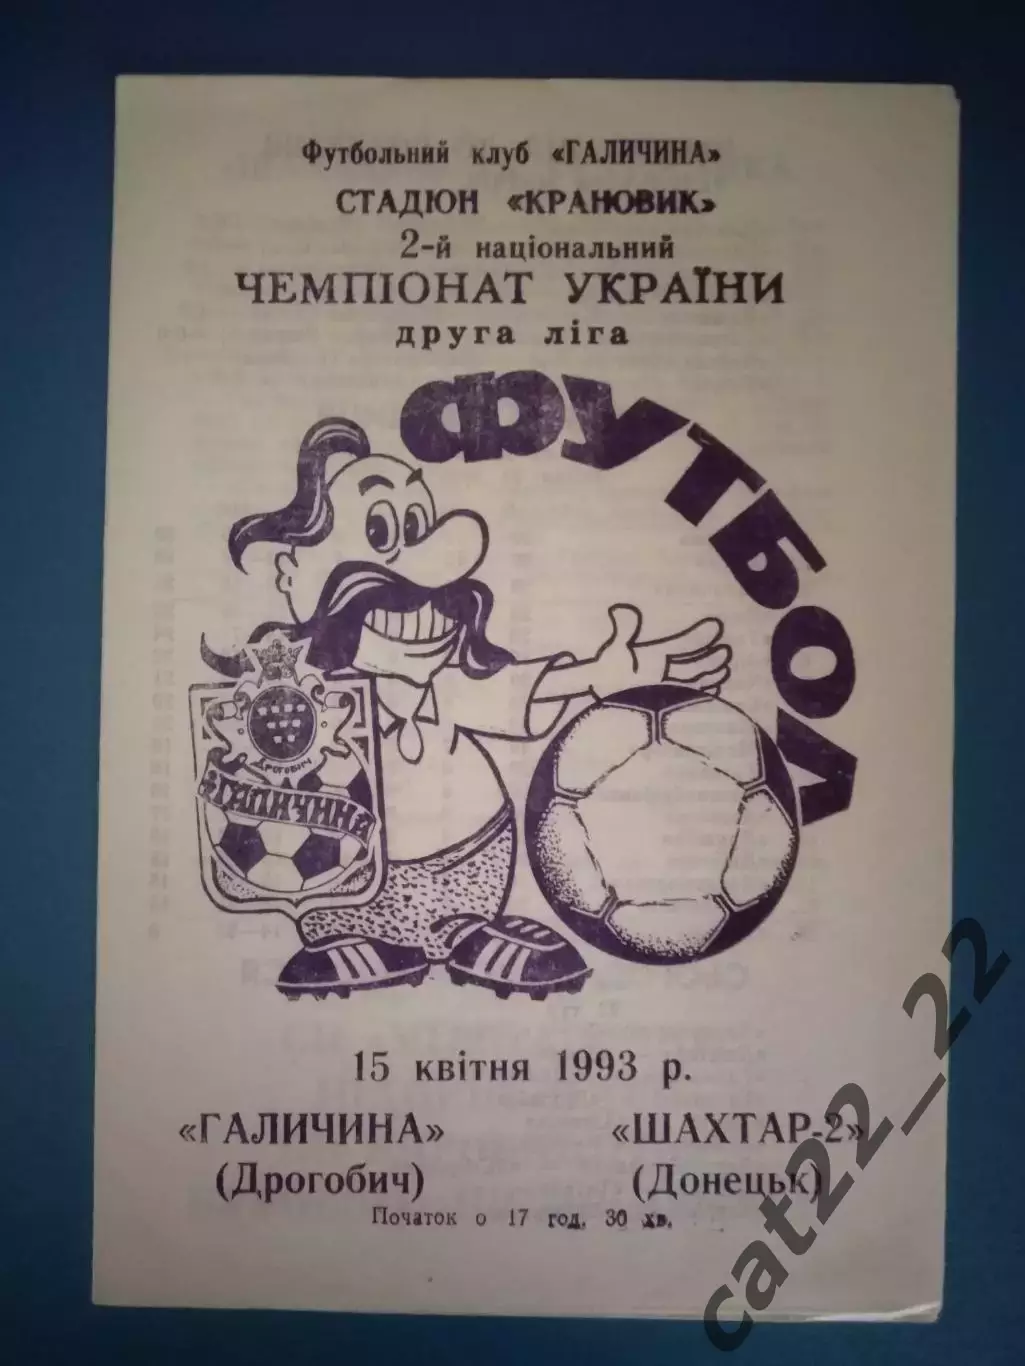 Футбольний клуб «ГАЛИЧИНА»
СТАДІОН «КРАНОВИК»
2-й національний
ЧЕМПІОНАТ УКРАЇНИ
друга ліга
ФУТБОЛ
Дрогобич
«ГАЛИЧИНА»
15 квітня 1993 р.
«ГАЛИЧИНА» «ШАХТАР-2»
(Дрогобич) (Донецьк)
Початок о 17 год. 30 хв.
cat22_22